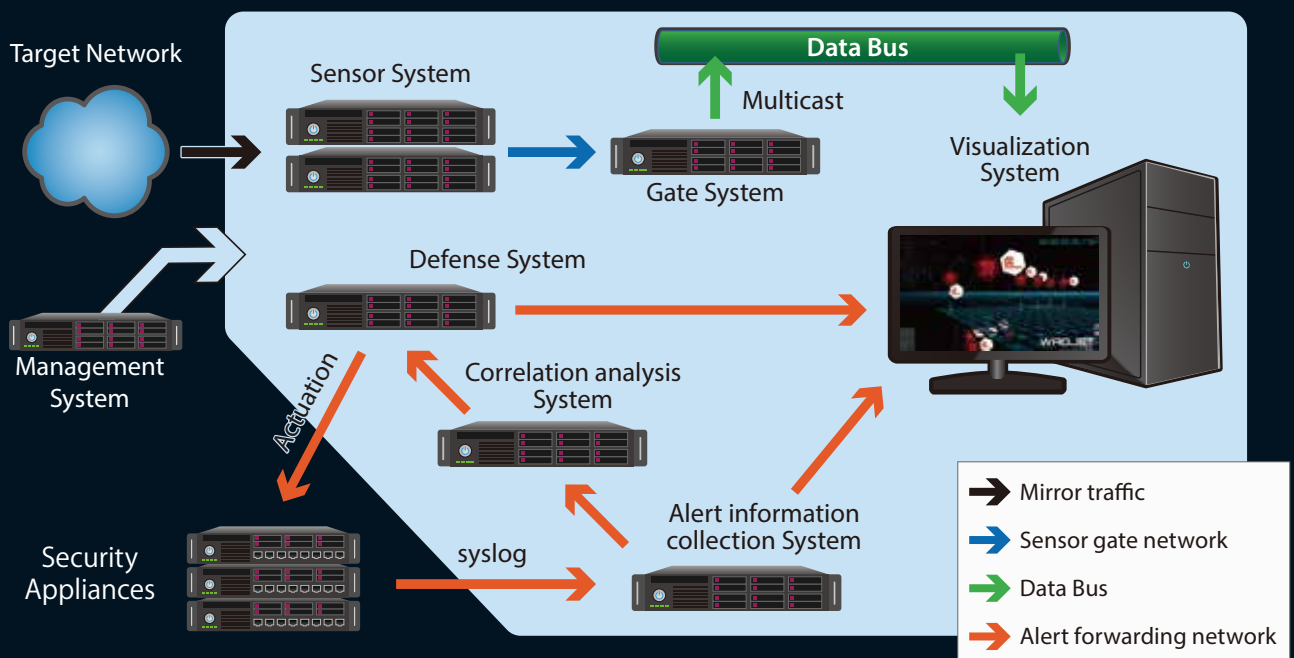 Target Network
Sensor System
Data Bus
Multicast
Gate System
Visualization
System
Defense System
Management
System
Actuation
Correlation analysis
System
Security
Appliances
syslog
Alert information
collection System
Mirror traffic
Sensor gate network
Data Bus
Alert forwarding network